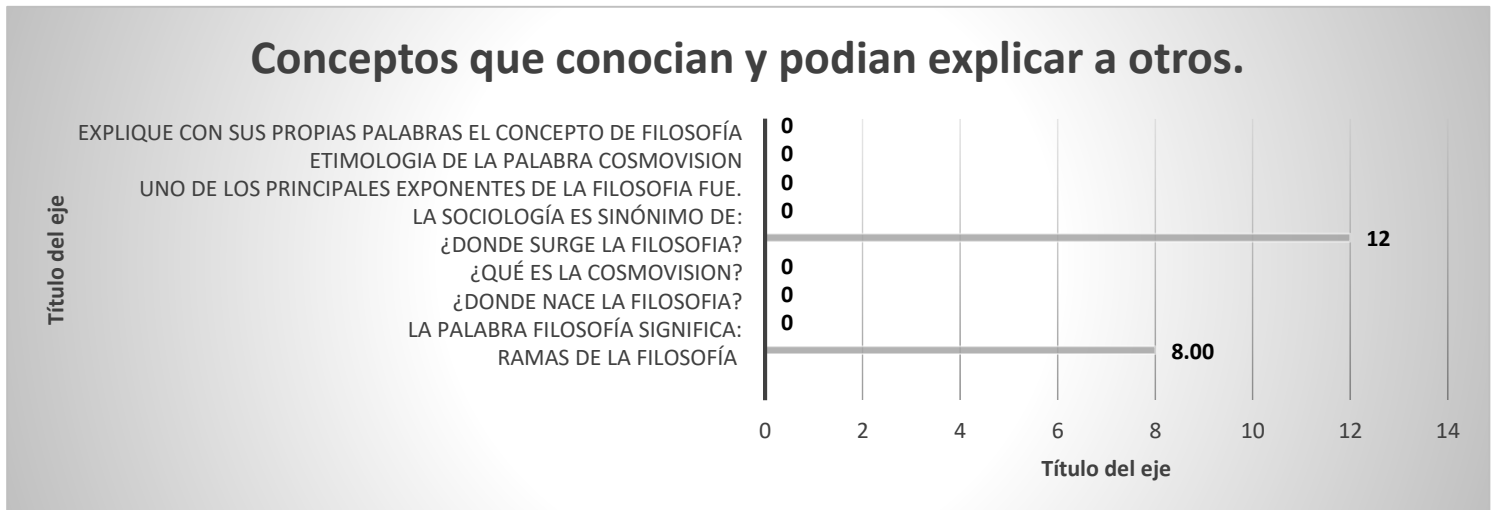 Conceptos que conocian y podian explicar a otros.
Título del eje
EXPLIQUE CON SUS PROPIAS PALABRAS EL CONCEPTO DE FILOSOFÍA 0
ETIMOLOGIA DE LA PALABRA COSMOVISION 0
UNO DE LOS PRINCIPALES EXPONENTES DE LA FILOSOFIA FUE. 0
LA SOCIOLOGÍA ES SINÓNIMO DE: 0
¿DONDE SURGE LA FILOSOFIA? 12
¿QUÉ ES LA COSMOVISION? 0
¿DONDE NACE LA FILOSOFIA? 0
LA PALABRA FILOSOFÍA SIGNIFICA: 0
RAMAS DE LA FILOSOFÍA 8.00
0 2 4 6 8 10 12 14
Título del eje